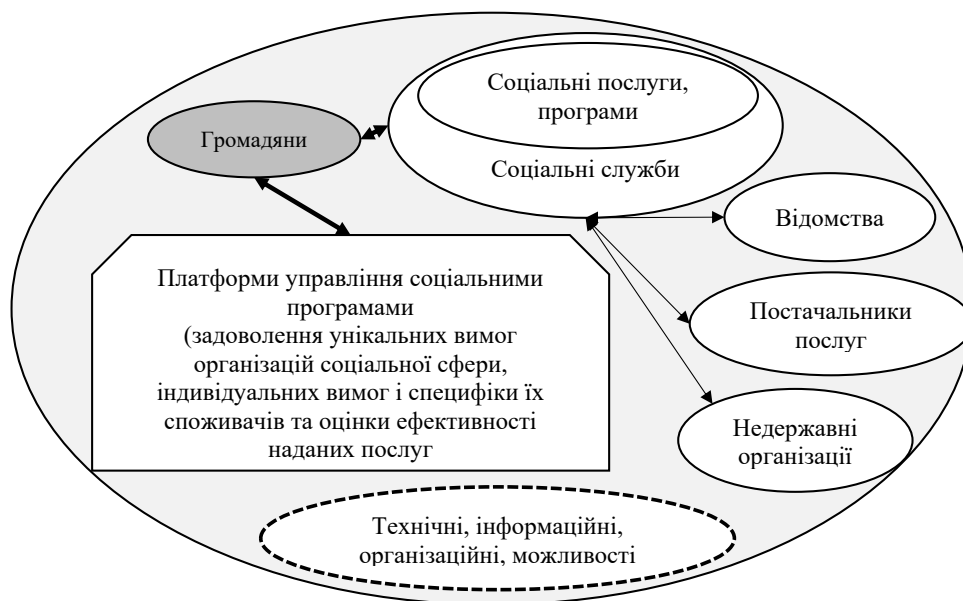 Соціальні послуги,
програми
Громадяни
Соціальні служби
Відомства
Платформи управління соціальними
програмами
(задоволення унікальних вимог
організацій соціальної сфери,
індивідуальних вимог і специфіки їх
споживачів та оцінки ефективності
наданих послуг
Постачальники
послуг
Недержавні
організації
Технічні, інформаційні,
організаційні, можливості